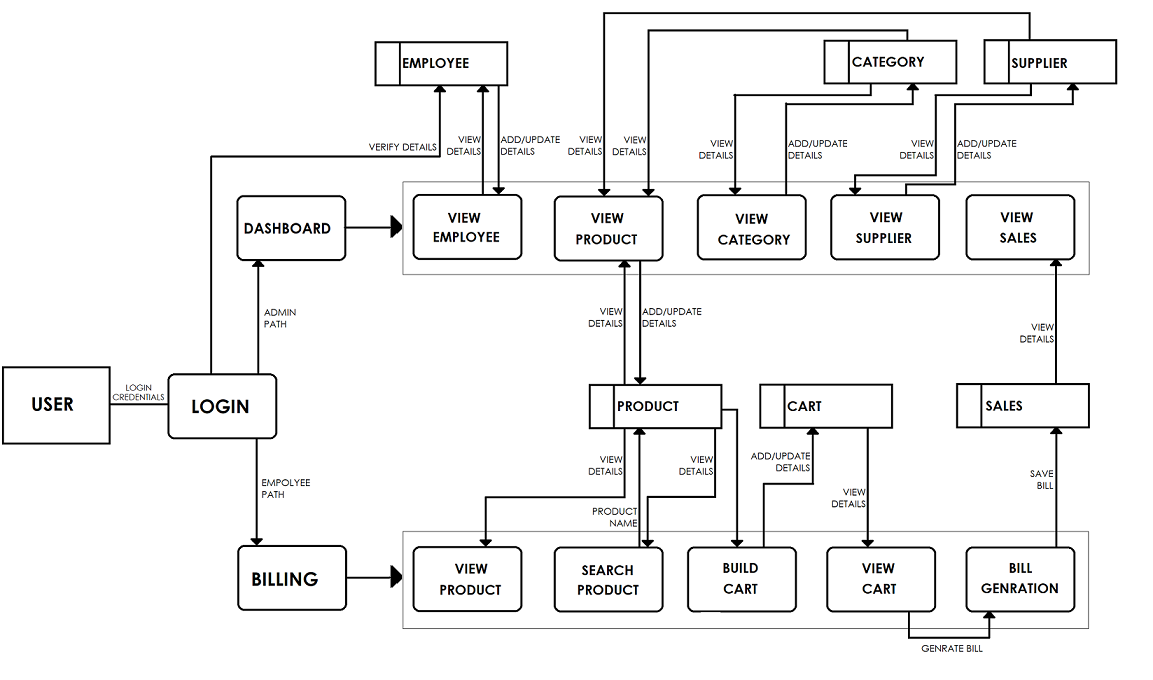 EMPLOYEE
CATEGORY
SUPPLIER
VERIFY DETAILS
VIEW
DETAILS
ADD/UPDATE
DETAILS
VIEW
DETAILS
VIEW
DETAILS
VIEW
DETAILS
ADD/UPDATE
DETAILS
VIEW
DETAILS
ADD/UPDATE
DETAILS
DASHBOARD
VIEW
EMPLOYEE
VIEW
PRODUCT
VIEW
CATEGORY
VIEW
SUPPLIER
VIEW
SALES
ADMIN
PATH
VIEW
DETAILS
ADD/UPDATE
DETAILS
VIEW
DETAILS
USER
LOGIN
CREDENTIALS
LOGIN
PRODUCT
CART
SALES
EMPOLYEE
PATH
VIEW
DETAILS
PRODUCT
NAME
VIEW
DETAILS
ADD/UPDATE
DETAILS
VIEW
DETAILS
SAVE
BILL
BILLING
VIEW
PRODUCT
SEARCH
PRODUCT
BUILD
CART
VIEW
CART
BILL
GENRATION
GENRATE BILL